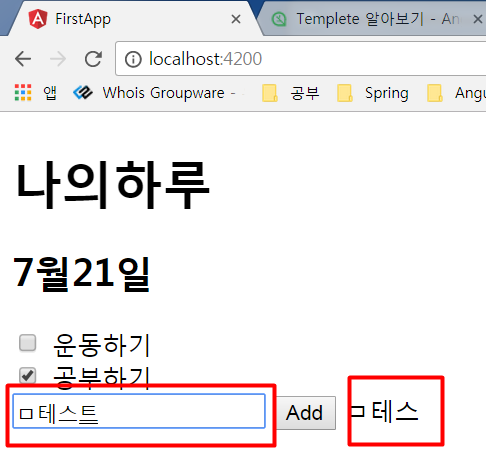 FirstApp
Templete 알아보기 - An
localhost:4200
앱 Whois Groupware - 공부 Spring Angu
나의하루
7월21일
운동하기
공부하기
ㅁ테스트 Add ㅁ테스